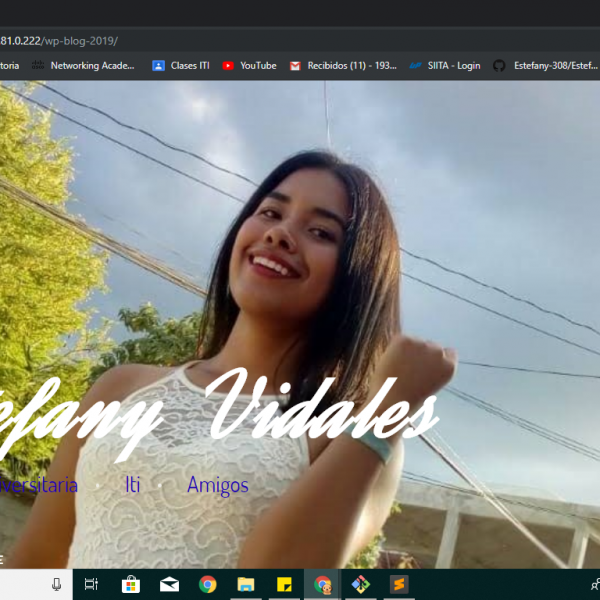 81.0.222/wp-blog-2019/
toria Networking Acade... Clases ITI YouTube Recibidos (11) - 193... SIITA - Login Estefany-308/Estef...
efany Vidales
versitaria Iti Amigos
E